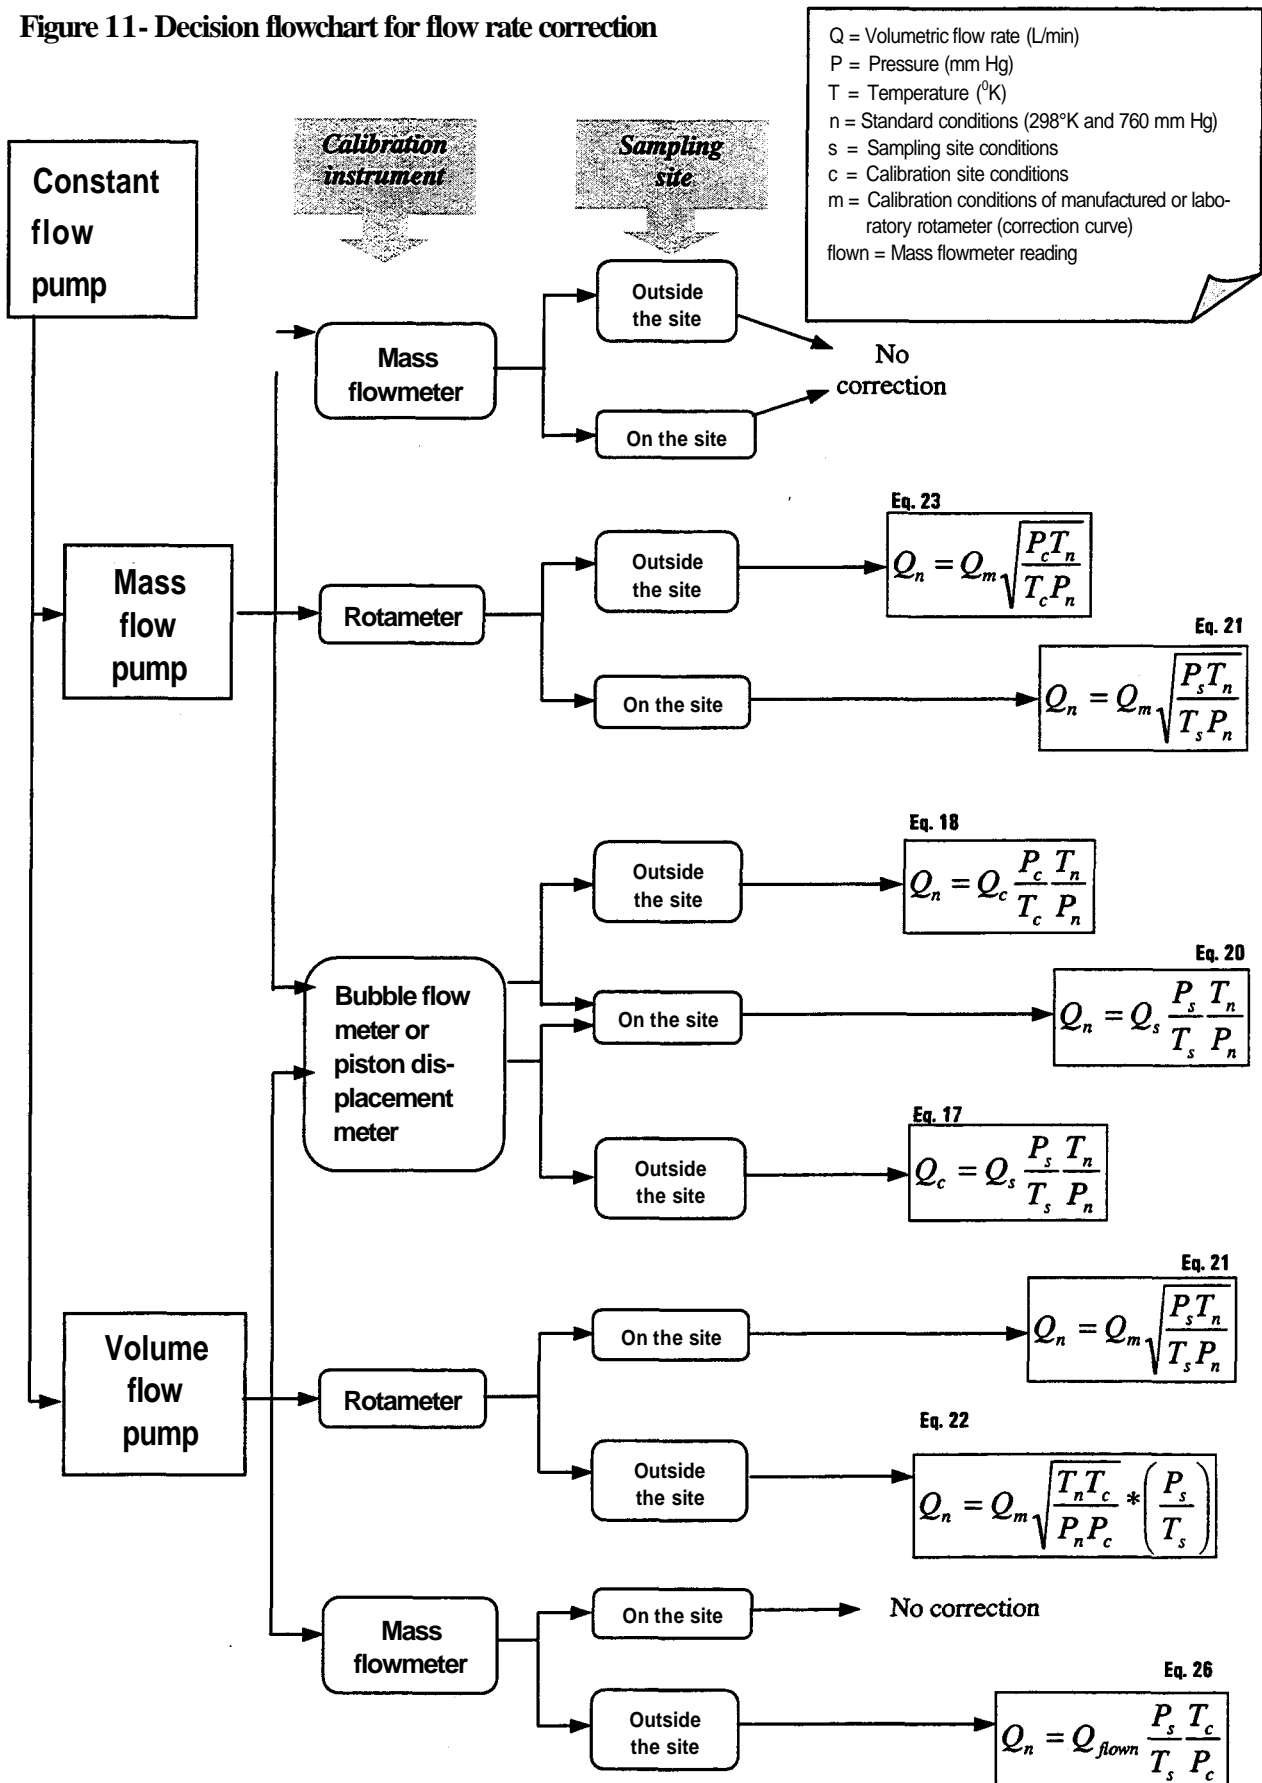 Figure 11- Decision flowchart for flow rate correction
Q = Volumetric flow rate (L/min)
P = Pressure (mm Hg)
T = Temperature (⁰K)
n = Standard conditions (298°K and 760 mm Hg)
s = Sampling site conditions
c = Calibration site conditions
m = Calibration conditions of manufactured or labo-
ratory rotameter (correction curve)
flown = Mass flowmeter reading
Calibration
instrument
Sampling
site
Constant
flow
pump
Outside
the site
Mass
flowmeter
No
correction
On the site
Mass
flow
pump
Rotameter
Outside
the site
Eq. 23
Q_n = Q_m √(P_c T_n / T_c P_n)
On the site
Eq. 21
Q_n = Q_m √(P_s T_n / T_s P_n)
Outside
the site
Eq. 18
Q_n = Q_c P_c/T_c T_n/P_n
Bubble flow
meter or
piston dis-
placement
meter
On the site
Eq. 20
Q_n = Q_s P_s/T_s T_n/P_n
Outside
the site
Eq. 17
Q_c = Q_s P_s/T_s T_n/P_n
Volume
flow
pump
Rotameter
On the site
Eq. 21
Q_n = Q_m √(P_s T_n / T_s P_n)
Outside
the site
Eq. 22
Q_n = Q_m √(T_n T_c / P_n P_c) * (P_s/T_s)
Mass
flowmeter
On the site
No correction
Outside
the site
Eq. 26
Q_n = Q_flown P_s/T_s T_c/P_c